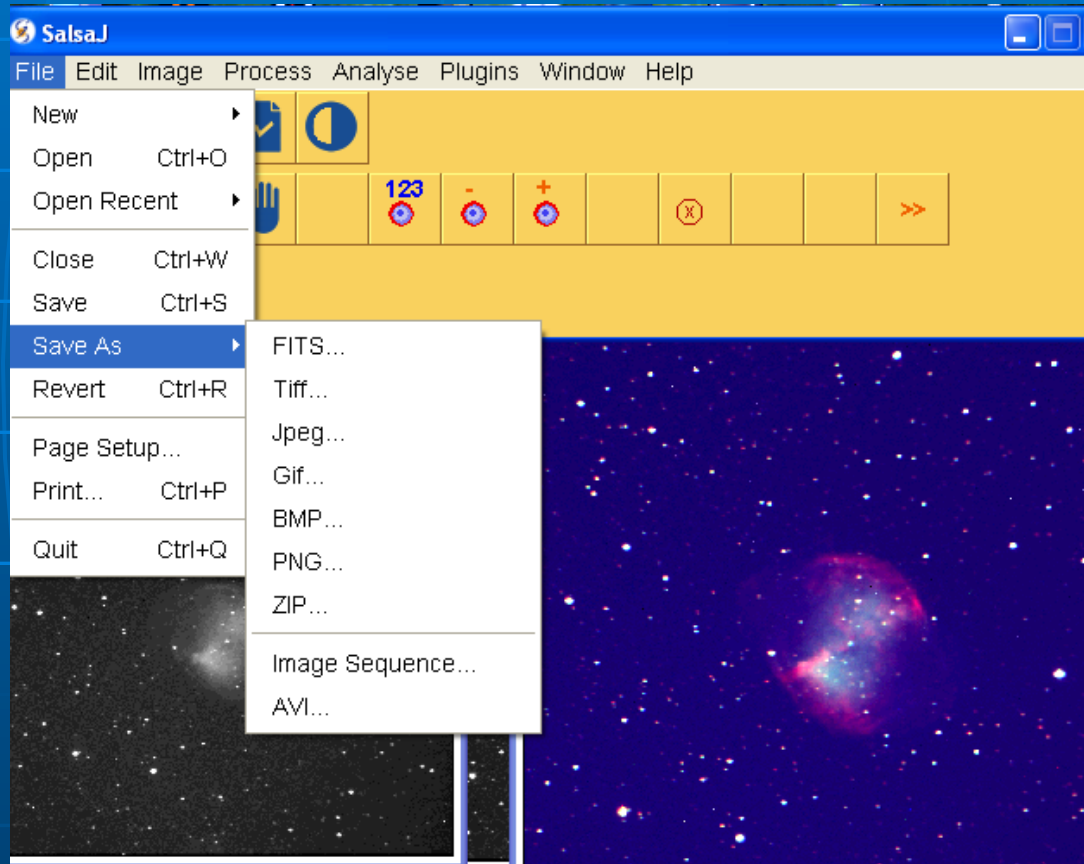 SalsaJ
File Edit Image Process Analyse Plugins Window Help
New
Open Ctrl+O
Open Recent
123
- +
x
>>
Close Ctrl+W
Save Ctrl+S
Save As
Revert Ctrl+R
Page Setup...
Print... Ctrl+P
Quit Ctrl+Q
FITS...
Tiff...
Jpeg...
Gif...
BMP...
PNG...
ZIP...
Image Sequence...
AVI...